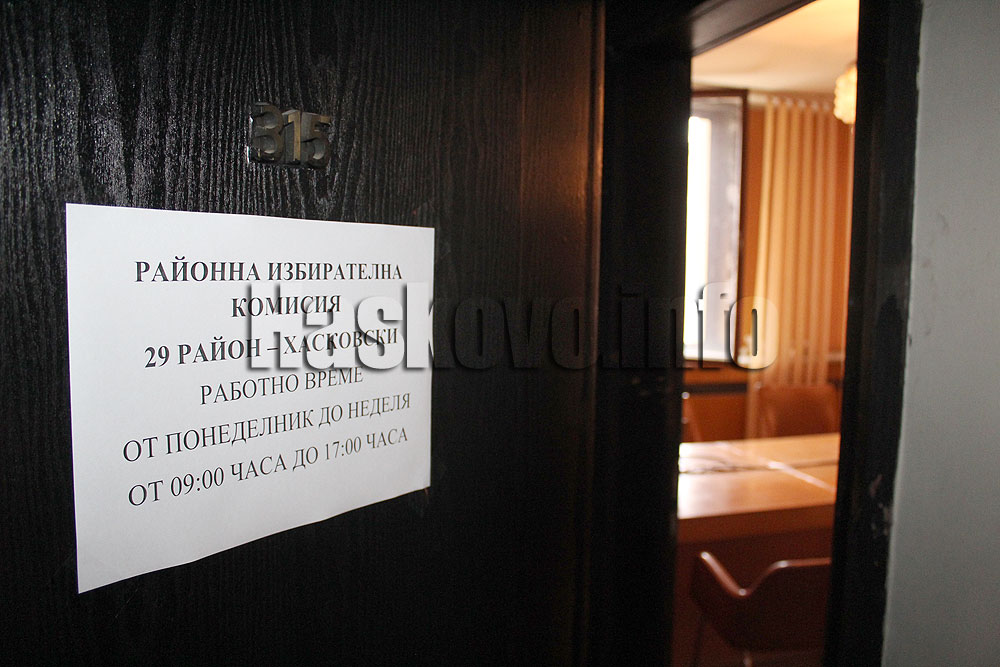 315
РАЙОННА ИЗБИРАТЕЛНА
КОМИСИЯ
29 РАЙОН – ХАСКОВСКИ
РАБОТНО ВРЕМЕ
ОТ ПОНЕДЕЛНИК ДО НЕДЕЛЯ
ОТ 09:00 ЧАСА ДО 17:00 ЧАСА
Haskovo.info